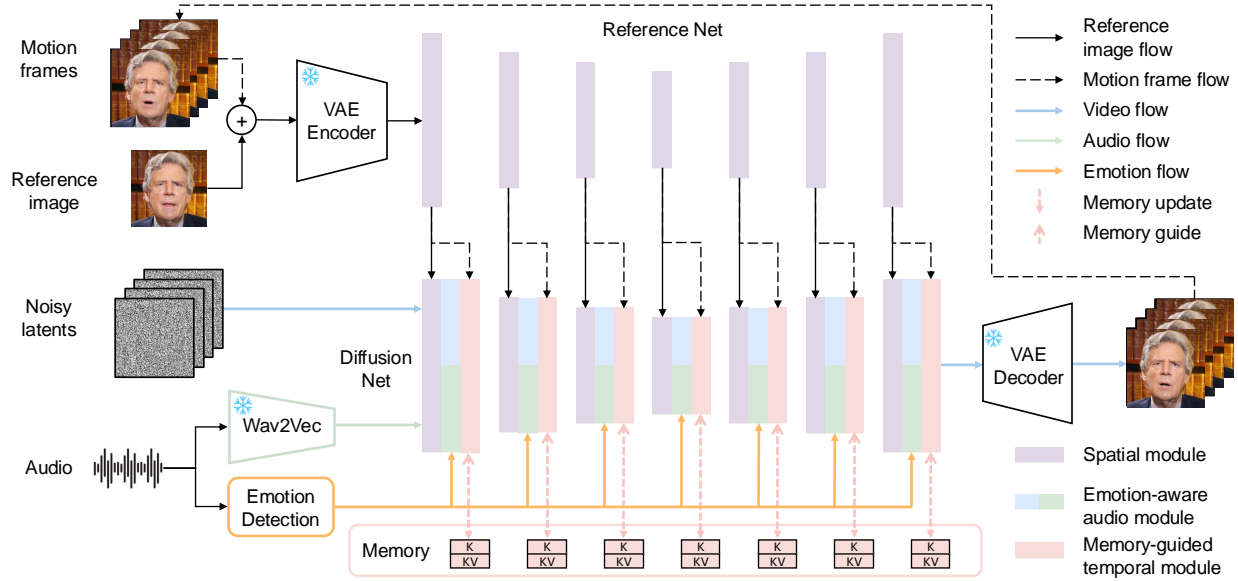 Motion
frames
Reference
image
Noisy
latents
Audio
+
VAE
Encoder
Reference Net
Diffusion
Net
Wav2Vec
Emotion
Detection
Memory
K
KV
K
KV
K
KV
K
KV
K
KV
K
KV
K
KV
VAE
Decoder
Reference
image flow
Motion frame flow
Video flow
Audio flow
Emotion flow
Memory update
Memory guide
Spatial module
Emotion-aware
audio module
Memory-guided
temporal module